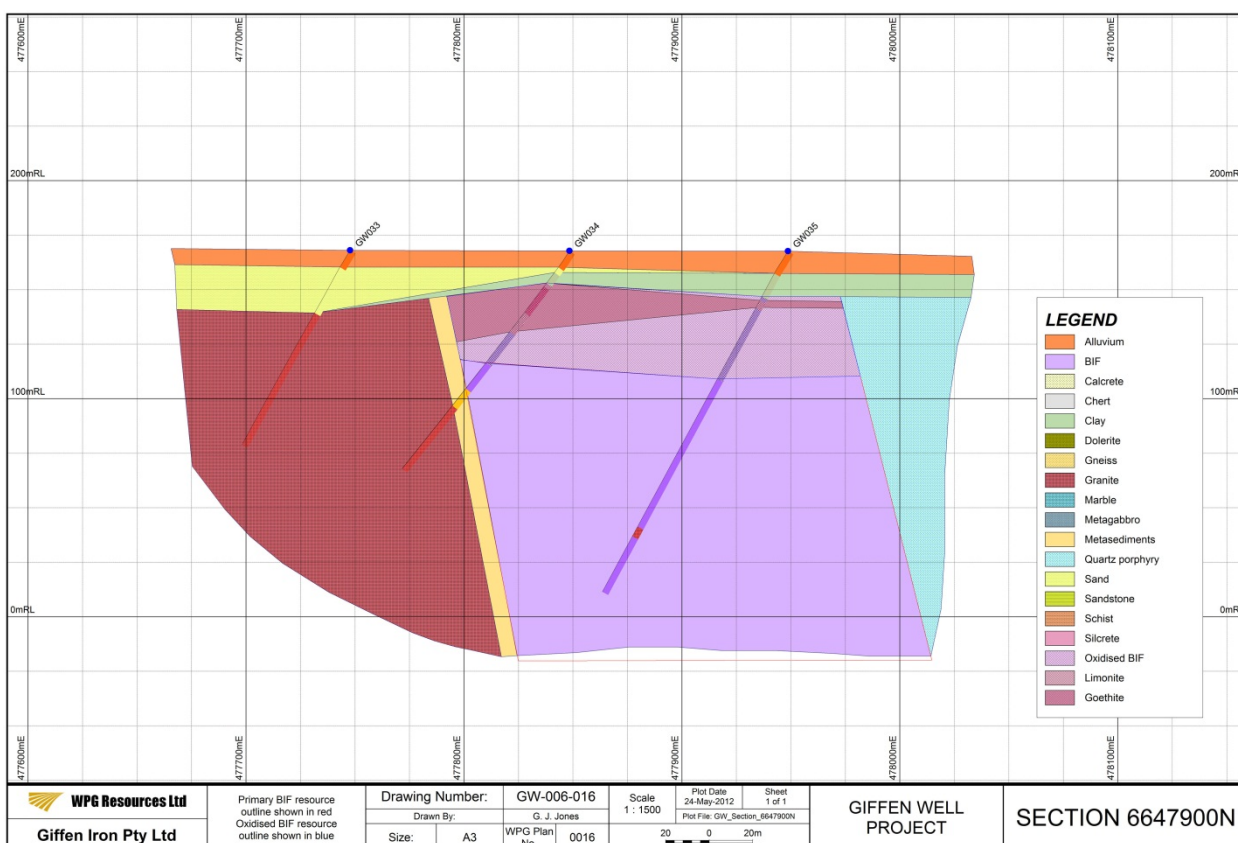 477600mE
477700mE
477800mE
477900mE
478000mE
478100mE
200mRL
200mRL
GW033
GW034
GW035
100mRL
100mRL
0mRL
0mRL
LEGEND
Alluvium
BIF
Calcrete
Chert
Clay
Dolerite
Gneiss
Granite
Marble
Metagabbro
Metasediments
Quartz porphyry
Sand
Sandstone
Schist
Silcrete
Oxidised BIF
Limonite
Goethite
477600mE
477700mE
477800mE
477900mE
478000mE
478100mE
WPG Resources Ltd
Giffen Iron Pty Ltd
Primary BIF resource
outline shown in red
Oxidised BIF resource
outline shown in blue
Drawing Number:
GW-006-016
Drawn By:
G. J. Jones
Size:
A3
WPG Plan
No
0016
Scale
1 : 1500
Plot Date
24-May-2012
Sheet
1 of 1
Plot File: GW_Section_6647900N
20 0 20m
GIFFEN WELL
PROJECT
SECTION 6647900N